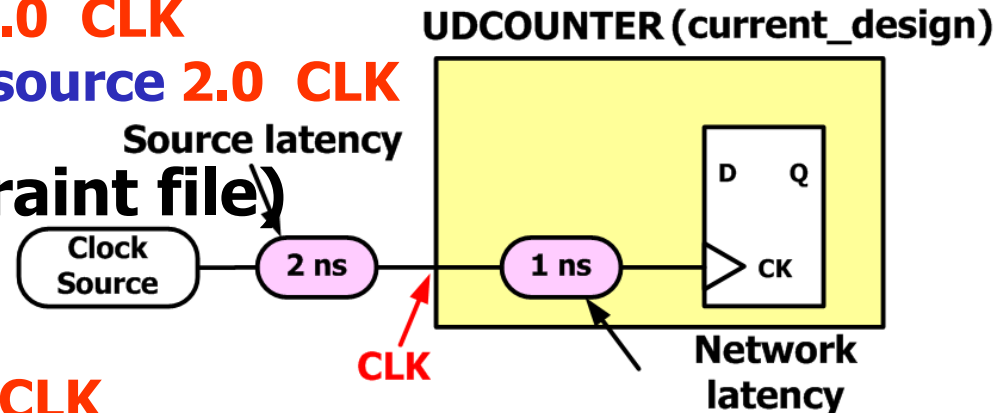 .0 CLK
UDCOUNTER (current_design)
source 2.0 CLK
Source latency
raint file)
D Q
Clock
Source
2 ns
1 ns
CK
CLK
Network
latency
CLK